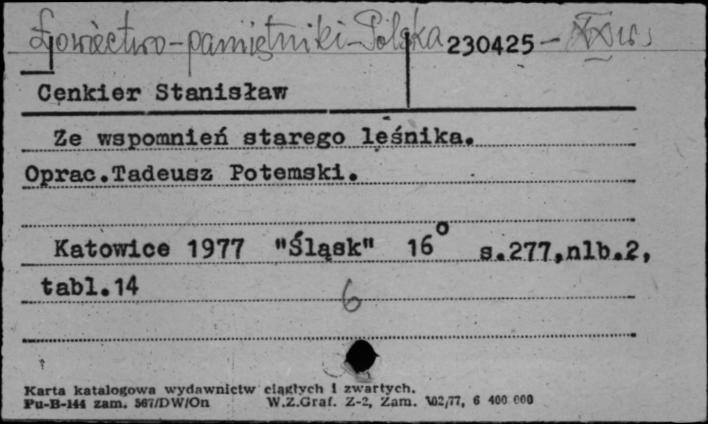 Łowiectwo - pamiętniki - Polska 230425 - XX w.
Cenkier Stanisław
Ze wspomnień starego leśnika.
Oprac.Tadeusz Potemski.
Katowice 1977 "Śląsk" 16° s.277,nlb.2,
tabl.14
6
Karta katalogowa wydawnictw ciągłych i zwartych.
Pu-B-144 zam. 567/DW/On W.Z.Graf. Z-2, Zam. 102/77, 6 400 000